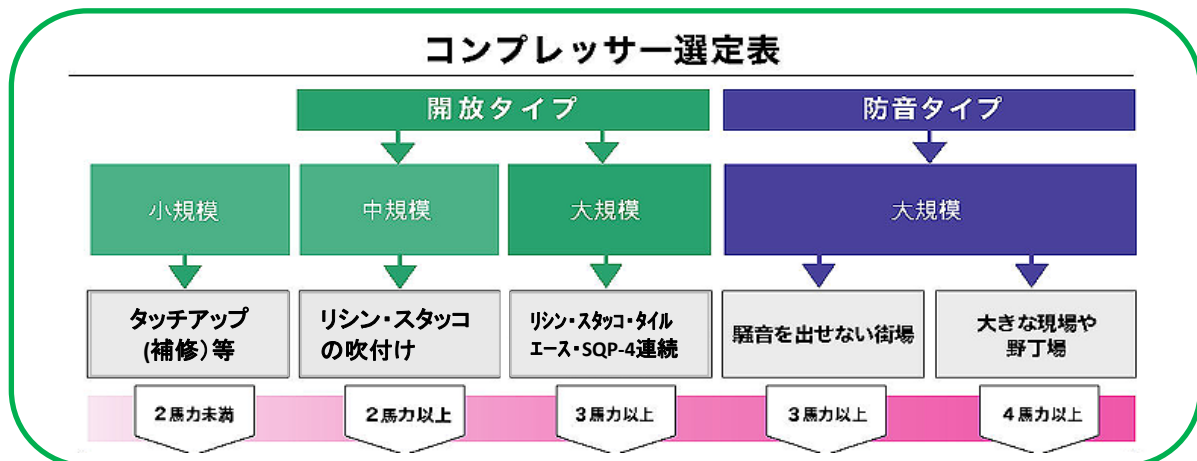 コンプレッサー選定表
開放タイプ
防音タイプ
小規模
中規模
大規模
大規模
タッチアップ
(補修)等
リシン・スタッコ
の吹付け
リシン・スタッコ・タイル
エース・SQP-4連続
騒音を出せない街場
大きな現場や
野丁場
2馬力未満
2馬力以上
3馬力以上
3馬力以上
4馬力以上